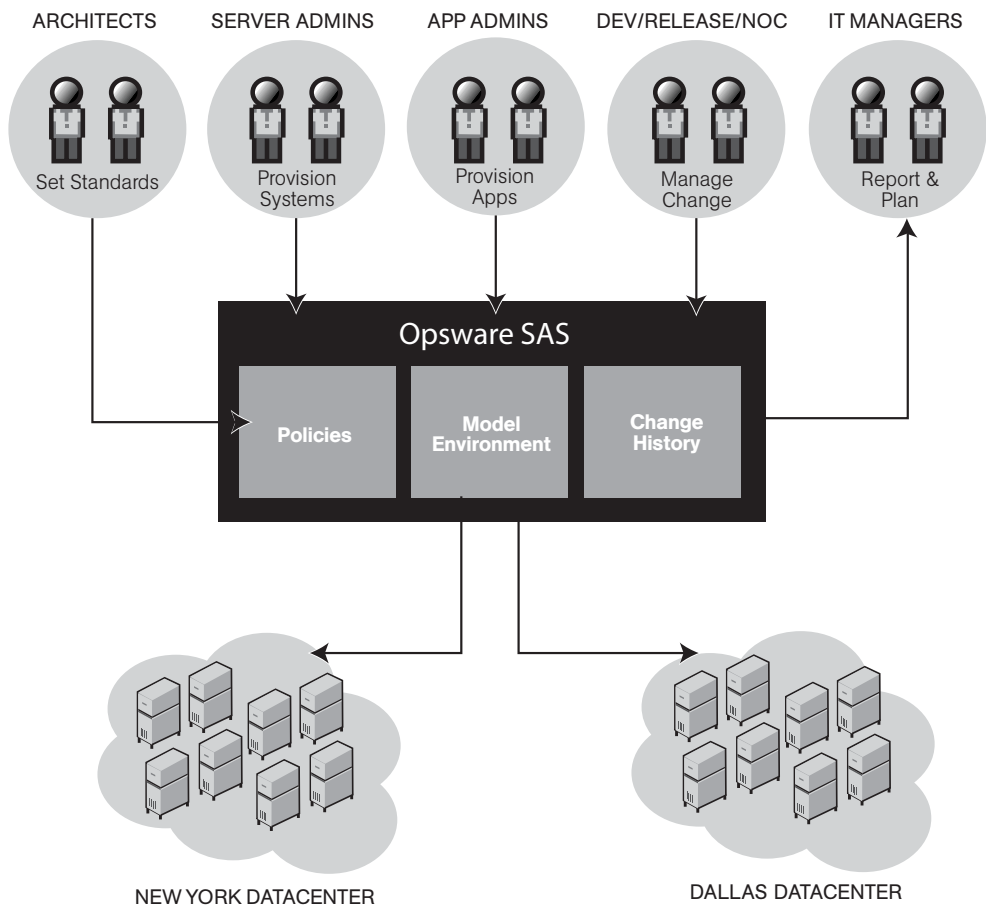 ARCHITECTS
SERVER ADMINS
APP ADMINS
DEV/RELEASE/NOC
IT MANAGERS
Set Standards
Provision
Systems
Provision
Apps
Manage
Change
Report &
Plan
Opsware SAS
Policies
Model
Environment
Change
History
NEW YORK DATACENTER
DALLAS DATACENTER